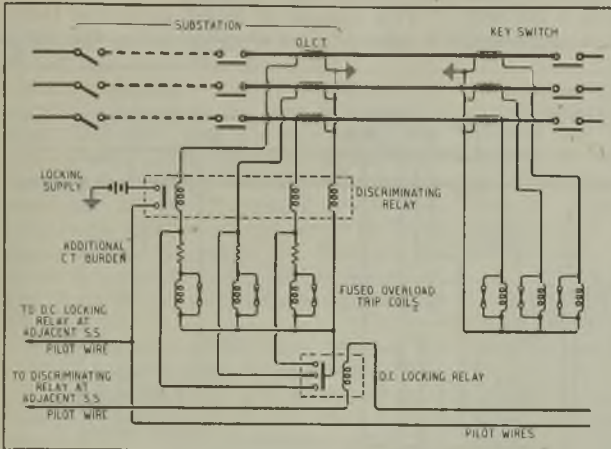 SUBSTATION
O.L.C.T.
KEY SWITCH
LOCKING
SUPPLY
DISCRIMINATING
RELAY
ADDITIONAL
C.T. BURDEN
FUSED OVERLOAD
TRIP COILS
TO D.C. LOCKING
RELAY AT
ADJACENT S.S.
PILOT WIRE
TO DISCRIMINATING
RELAY AT
ADJACENT S.S.
PILOT WIRE
D.C. LOCKING RELAY
PILOT WIRES